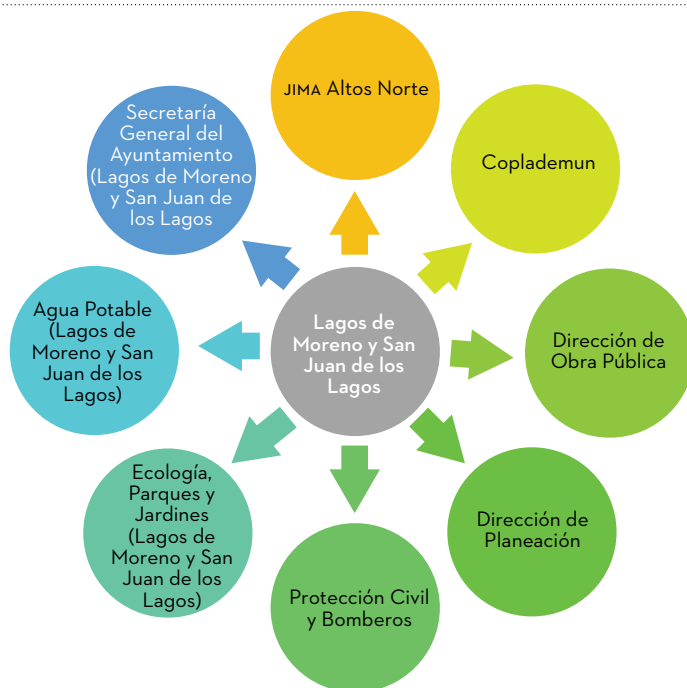 JIMA Altos Norte
Secretaría
General del
Ayuntamiento
(Lagos de Moreno
y San Juan de
los Lagos
Coplademun
Agua Potable
(Lagos de
Moreno y San
Juan de los
Lagos)
Lagos de
Moreno y San
Juan de los
Lagos
Dirección de
Obra Pública
Ecología,
Parques y
Jardines
(Lagos de
Moreno y San
Juan de los
Lagos)
Dirección de
Planeación
Protección Civil
y Bomberos